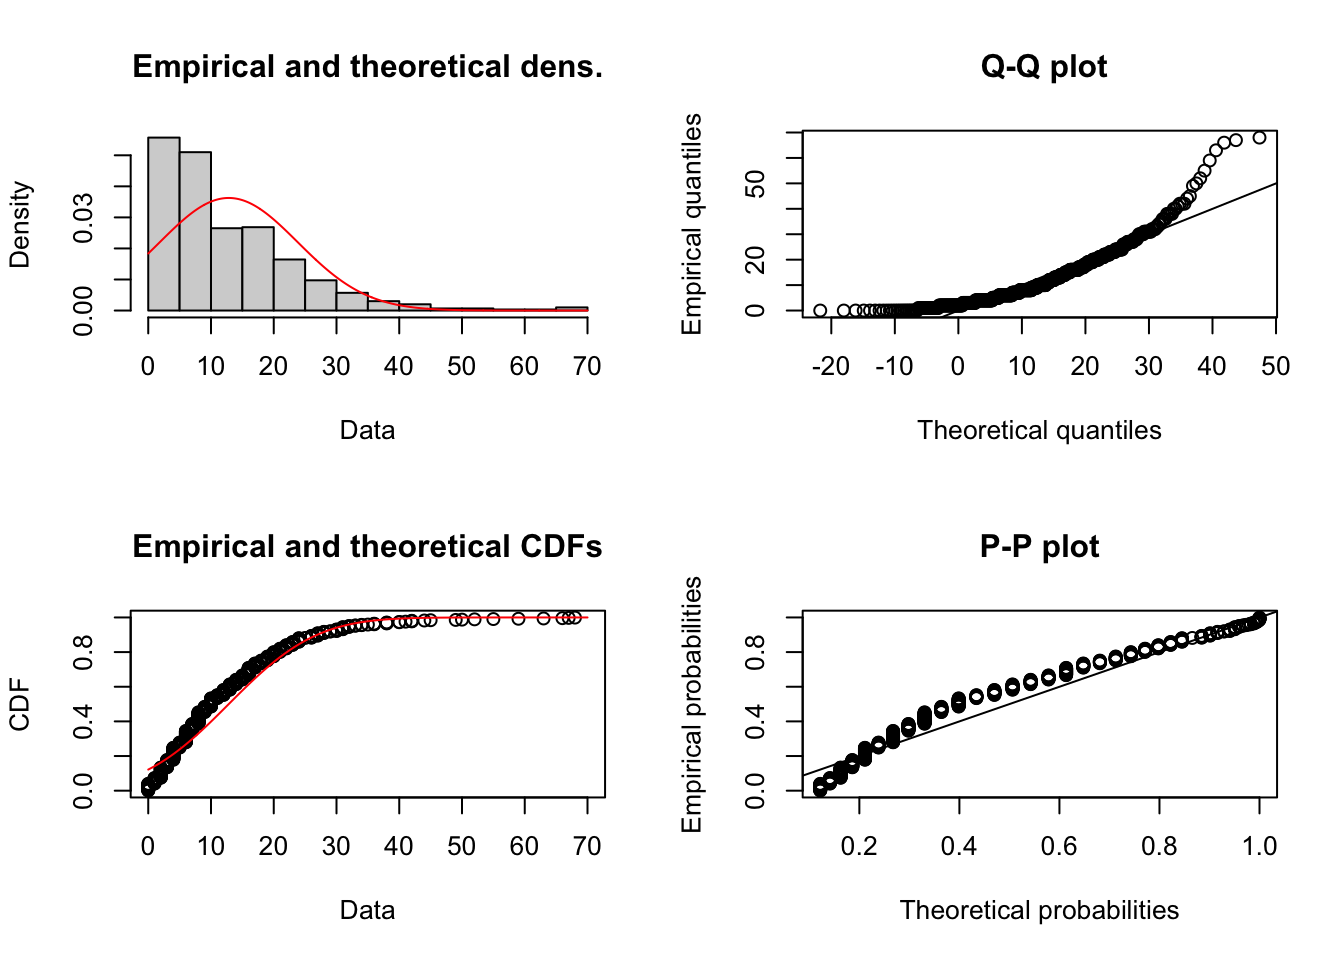 Empirical and theoretical dens.
Density
0.00 0.03
0 10 20 30 40 50 60 70
Data
Q-Q plot
Empirical quantiles
0 20 50
-20 -10 0 10 20 30 40 50
Theoretical quantiles
Empirical and theoretical CDFs
CDF
0.0 0.4 0.8
0 10 20 30 40 50 60 70
Data
P-P plot
Empirical probabilities
0.0 0.4 0.8
0.2 0.4 0.6 0.8 1.0
Theoretical probabilities